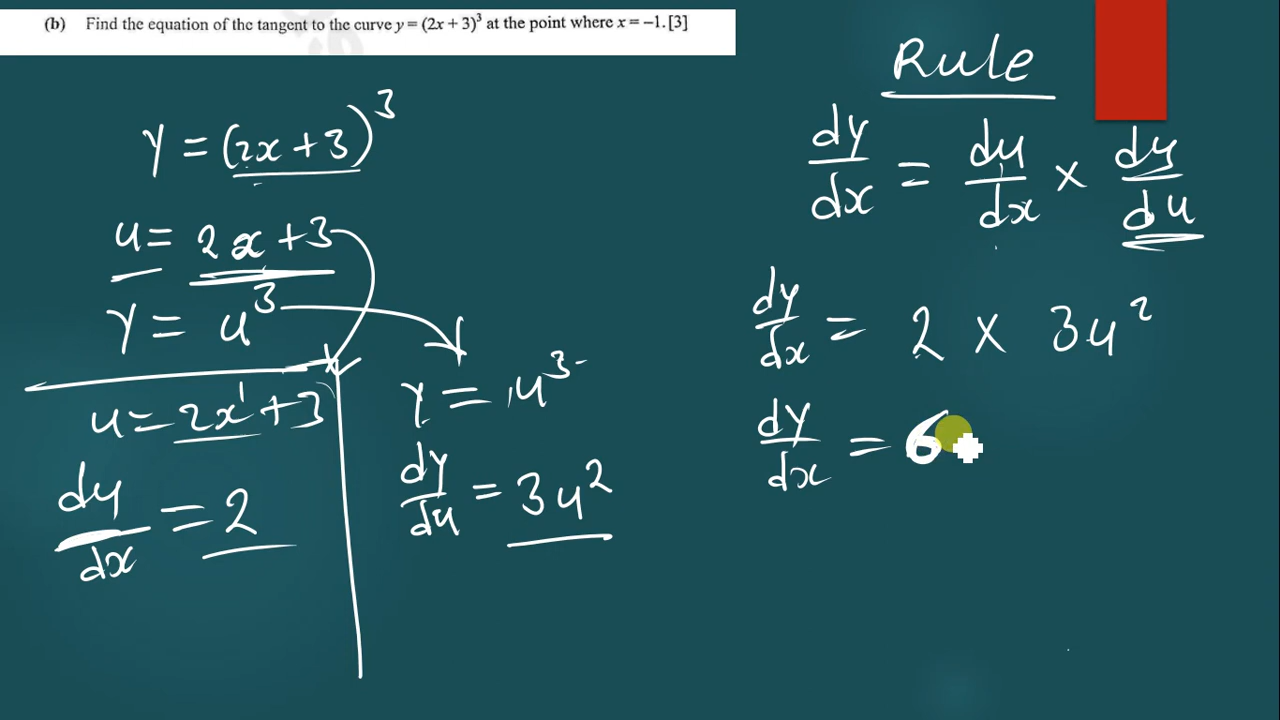 (b) Find the equation of the tangent to the curve y = (2x + 3)³ at the point where x = −1. [3]
Rule
dy/dx = du/dx × dy/du
y = (2x + 3)³
u = 2x + 3
y = u³
u = 2x¹ + 3
du/dx = 2
y = u³
dy/du = 3u²
dy/dx = 2 × 3u²
dy/dx = 6